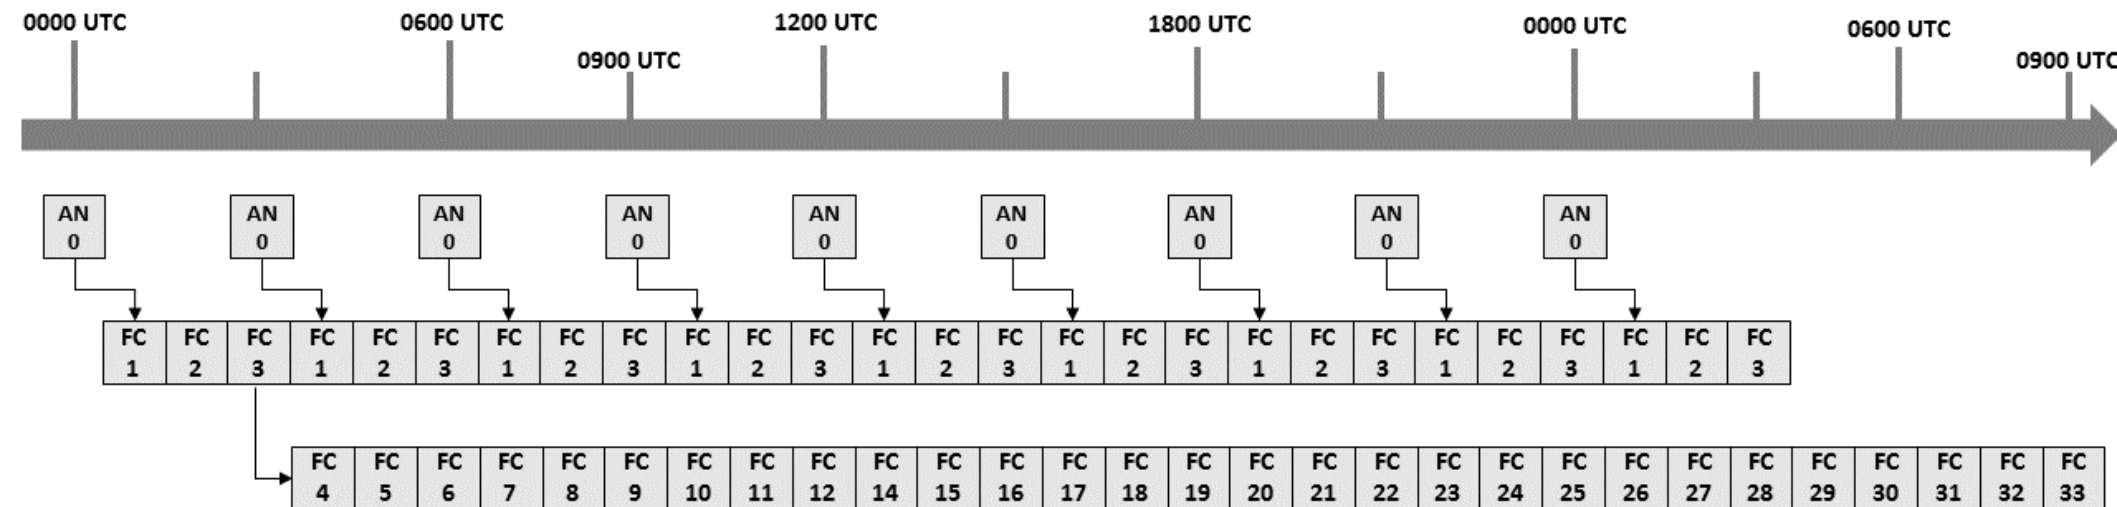 0000 UTC 0600 UTC 0900 UTC 1200 UTC 1800 UTC 0000 UTC 0600 UTC 0900 UTC
AN AN AN AN AN AN AN AN AN
0 0 0 0 0 0 0 0 0
FC FC FC FC FC FC FC FC FC FC FC FC FC FC FC FC FC FC FC FC FC FC FC FC FC FC FC
1 2 3 1 2 3 1 2 3 1 2 3 1 2 3 1 2 3 1 2 3 1 2 3 1 2 3
FC FC FC FC FC FC FC FC FC FC FC FC FC FC FC FC FC FC FC FC FC FC FC FC FC FC FC FC FC
4 5 6 7 8 9 10 11 12 14 15 16 17 18 19 20 21 22 23 24 25 26 27 28 29 30 31 32 33